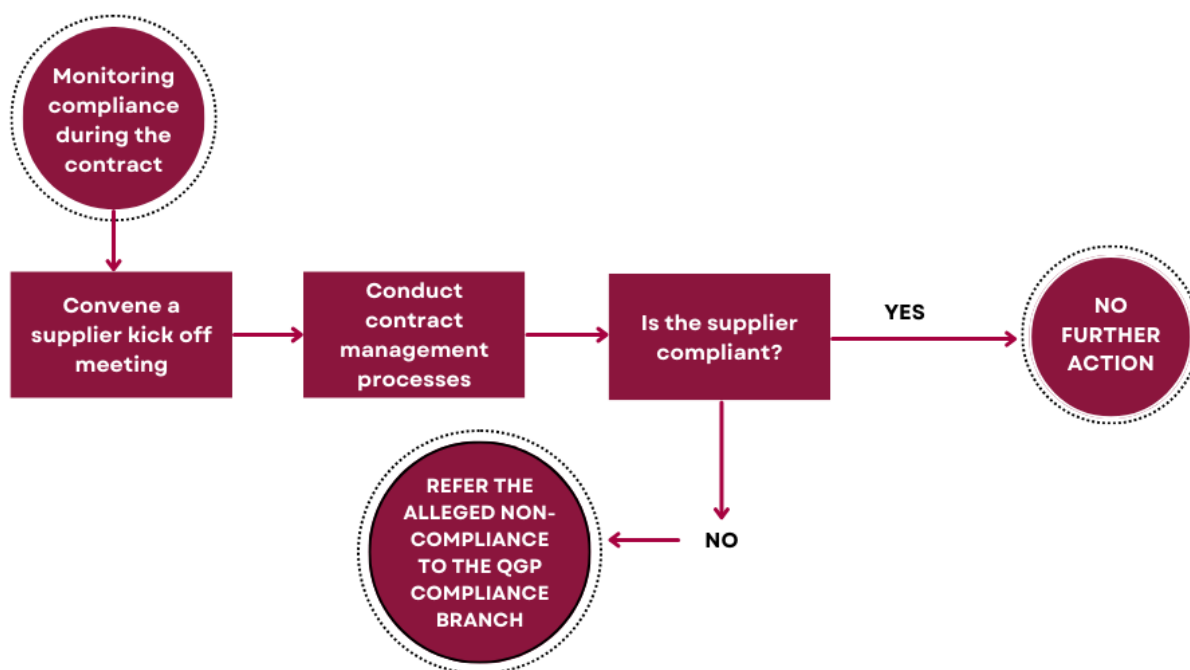 Monitoring
compliance
during the
contract
Convene a
supplier kick off
meeting
Conduct
contract
management
processes
Is the supplier
compliant?
YES
NO
FURTHER
ACTION
NO
REFER THE
ALLEGED NON-
COMPLIANCE
TO THE QGP
COMPLIANCE
BRANCH